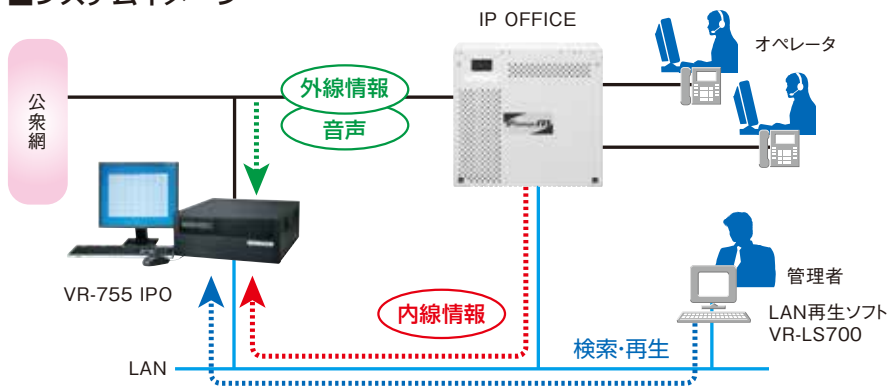 ■システムイメージ
IP OFFICE
オペレータ
公衆網
外線情報
音声
VR-755 IPO
内線情報
管理者
LAN再生ソフト
VR-LS700
検索・再生
LAN